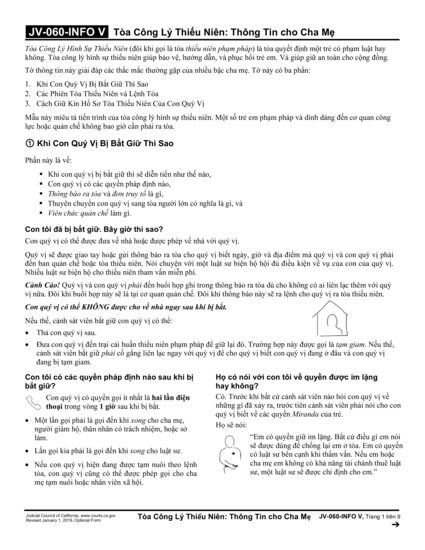 JV-060-INFO V Tòa Công Lý Thiếu Niên: Thông Tin cho Cha Mẹ
Tòa Công Lý Hình Sự Thiếu Niên (đôi khi gọi là tòa thiếu niên phạm pháp) là tòa quyết định một trẻ có phạm luật hay
không. Tòa công lý hình sự thiếu niên giúp bảo vệ, hướng dẫn, và phục hồi trẻ em. Và giúp giữ an toàn cho cộng đồng.
Tờ thông tin này giải đáp các thắc mắc thường gặp của nhiều bậc cha mẹ. Tờ này có ba phần:
1. Khi Con Quý Vị Bị Bắt Giữ Thì Sao
2. Các Phiên Tòa Thiếu Niên và Lệnh Tòa
3. Cách Giữ Kín Hồ Sơ Tòa Thiếu Niên Của Con Quý Vị
Mẫu này miêu tả tiến trình của tòa công lý hình sự thiếu niên. Một số trẻ em phạm pháp và dính dáng đến cơ quan công
lực hoặc quản chế không bao giờ cần phải ra tòa.
① Khi Con Quý Vị Bị Bắt Giữ Thì Sao
Phần này là về:
▪ Khi con quý vị bị bắt giữ thì sẽ diễn tiến như thế nào,
▪ Con quý vị có các quyền pháp định nào,
▪ Thông báo ra tòa và đơn truy tố là gì,
▪ Thuyên chuyển con quý vị sang tòa người lớn có nghĩa là gì, và
▪ Viên chức quản chế làm gì.
Con tôi đã bị bắt giữ. Bây giờ thì sao?
Con quý vị có thể được đưa về nhà hoặc được phép về nhà với quý vị.
Quý vị sẽ được giao tay hoặc gửi thông báo ra tòa cho quý vị biết ngày, giờ và địa điểm mà quý vị và con quý vị phải
đến ban quản chế hoặc tòa thiếu niên. Nói chuyện với một luật sư biện hộ hội đủ điều kiện về vụ của con của quý vị.
Nhiều luật sư biện hộ cho thiếu niên tham vấn miễn phí.
Cảnh Cáo! Quý vị và con quý vị phải đến buổi họp ghi trong thông báo ra tòa dù cho không có ai liên lạc thêm với quý
vị nữa. Đôi khi buổi họp này sẽ là tại cơ quan quản chế. Đôi khi thông báo này sẽ ra lệnh cho quý vị ra tòa thiếu niên.
Con quý vị có thể KHÔNG được cho về nhà ngay sau khi bị bắt.
Nếu thế, cảnh sát viên bắt giữ con quý vị có thể:
• Thả con quý vị sau.
• Đưa con quý vị đến trại cải huấn thiếu niên phạm pháp để giữ lại đó. Trường hợp này được gọi là tạm giam. Nếu thế,
cảnh sát viên bắt giữ phải cố gắng liên lạc ngay với quý vị để cho quý vị biết con quý vị đang ở đâu và con quý vị
đang bị tạm giam.
Con tôi có các quyền pháp định nào sau khi bị
bắt giữ?
Con quý vị có quyền gọi ít nhất là hai lần điện
thoại trong vòng 1 giờ sau khi bị bắt.
• Một lần gọi phải là gọi đến khi xong cho cha mẹ,
người giám hộ, thân nhân có trách nhiệm, hoặc sở
làm.
• Lần gọi kia phải là gọi đến khi xong cho luật sư.
• Nếu con quý vị hiện đang được tạm nuôi theo lệnh
tòa, con quý vị cũng có thể được phép gọi cho cha
mẹ tạm nuôi hoặc nhân viên xã hội.
Họ có nói với con tôi về quyền được im lặng
hay không?
Có. Trước khi bất cứ cảnh sát viên nào hỏi con quý vị về
những gì đã xảy ra, trước tiên cảnh sát viên phải nói cho con
quý vị biết về các quyền Miranda của trẻ.
Họ sẽ nói:
“Em có quyền giữ im lặng. Bất cứ điều gì em nói
sẽ được dùng để chống lại em ở tòa. Em có quyền
có luật sư bên cạnh khi thẩm vấn. Nếu em hoặc
cha mẹ em không có khả năng tài chánh thuê luật
sư, một luật sư sẽ được chỉ định cho em.”
Judicial Council of California, www.courts.ca.gov
Revised January 1, 2016, Optional Form
Tòa Công Lý Thiếu Niên: Thông Tin cho Cha Mẹ
JV-060-INFO V, Trang 1 trên 9
➔